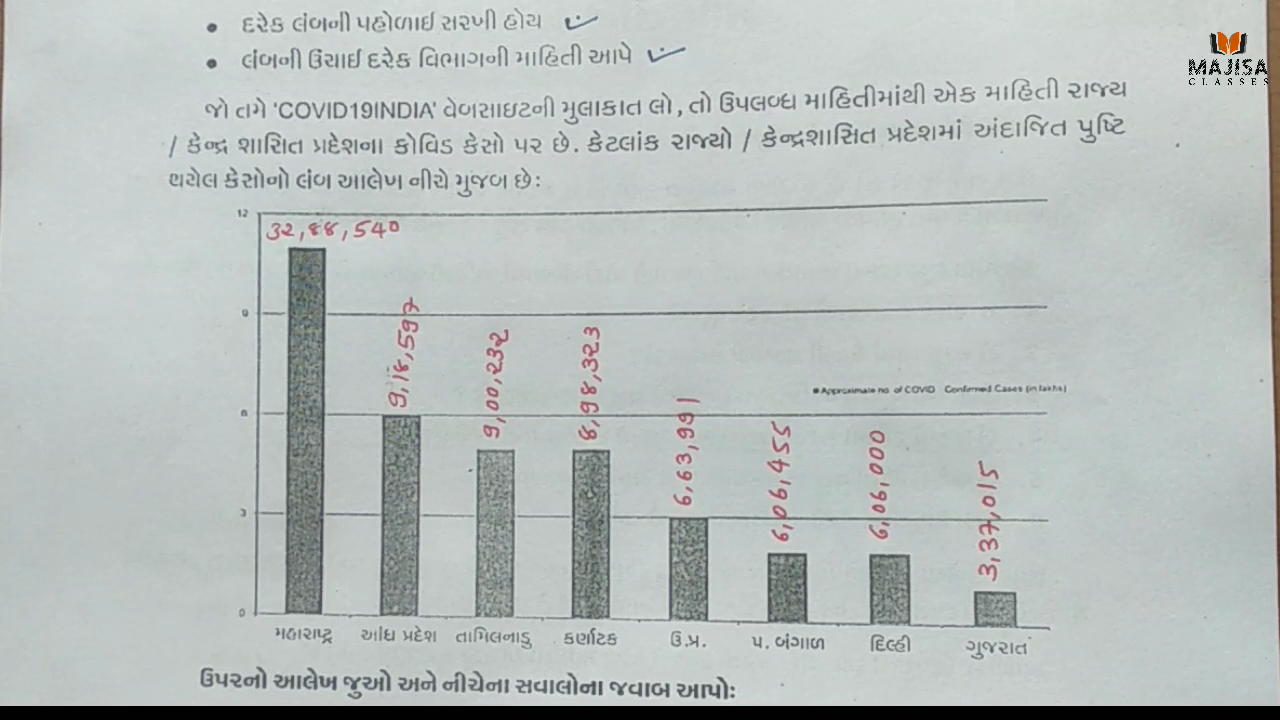 MAJISA
CLASSES
• દરેક લંબની પહોળાઈ સરખી હોય
• લંબની ઉંચાઈ દરેક વિભાગની માહિતી આપે
જો તમે 'COVID19INDIA' વેબસાઇટની મુલાકાત લો, તો ઉપલબ્ધ માહિતીમાંથી એક માહિતી રાજ્ય
/ કેન્દ્ર શાસિત પ્રદેશના કોવિડ કેસો પર છે. કેટલાંક રાજ્યો / કેન્દ્રશાસિત પ્રદેશમાં અંદાજિત પુષ્ટિ
થયેલ કેસોનો લંબ આલેખ નીચે મુજબ છેઃ
12
32,88,540
9
9,18,597
9,00,232
8,98,323
6,63,991
6,06,455
6,06,000
3,37,015
■ Approximate no. of COVID Confirmed Cases (in lakhs)
6
3
0
મહારાષ્ટ્ર આંધ્ર પ્રદેશ તામિલનાડુ કર્ણાટક ઉ.પ્ર. પ. બંગાળ દિલ્હી ગુજરાત
ઉપરનો આલેખ જુઓ અને નીચેના સવાલોના જવાબ આપોઃ